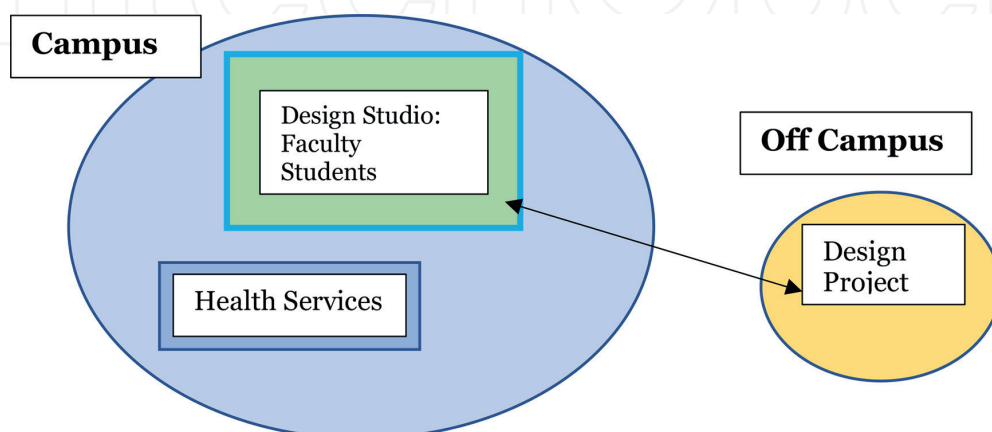 Campus
Design Studio:
Faculty
Students
Off Campus
Design
Project
Health Services